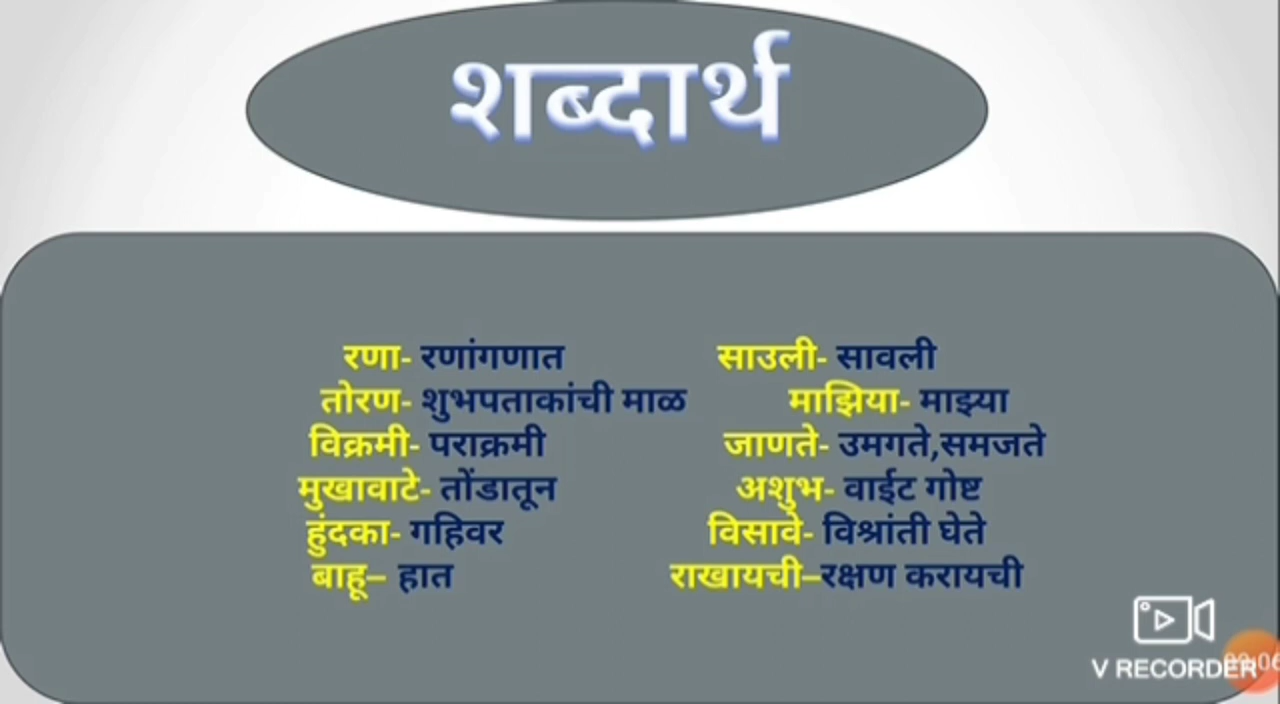 शब्दार्थ
रणा- रणांगणात साउली- सावली
तोरण- शुभपताकांची माळ माझिया- माझ्या
विक्रमी- पराक्रमी जाणते- उमगते,समजते
मुखावाटे- तोंडातून अशुभ- वाईट गोष्ट
हुंदका- गहिवर विसावे- विश्रांती घेते
बाहू– हात राखायची–रक्षण करायची
V RECORDER